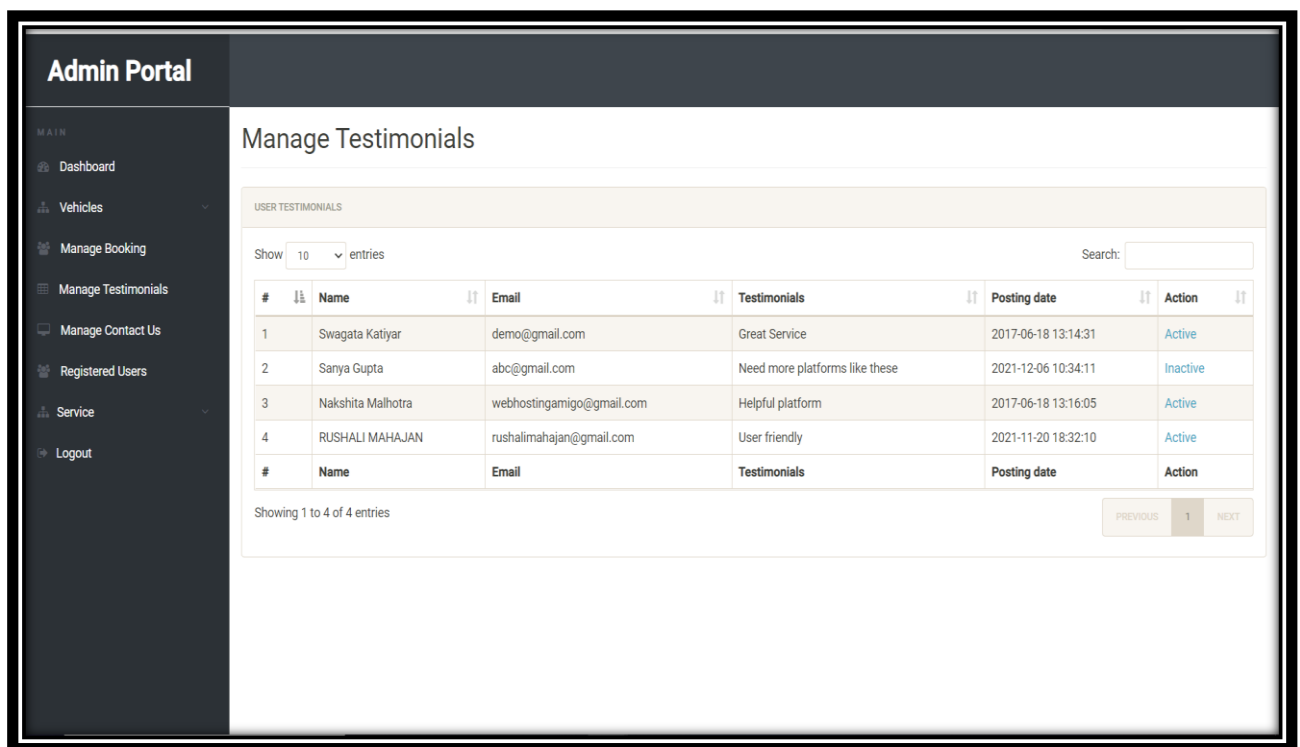 Admin Portal
MAIN
Dashboard
Vehicles
Manage Booking
Manage Testimonials
Manage Contact Us
Registered Users
Service
Logout
Manage Testimonials
USER TESTIMONIALS
Show 10 entries Search:
# Name Email Testimonials Posting date Action
1 Swagata Katiyar demo@gmail.com Great Service 2017-06-18 13:14:31 Active
2 Sanya Gupta abc@gmail.com Need more platforms like these 2021-12-06 10:34:11 Inactive
3 Nakshita Malhotra webhostingamigo@gmail.com Helpful platform 2017-06-18 13:16:05 Active
4 RUSHALI MAHAJAN rushalimahajan@gmail.com User friendly 2021-11-20 18:32:10 Active
# Name Email Testimonials Posting date Action
Showing 1 to 4 of 4 entries PREVIOUS 1 NEXT